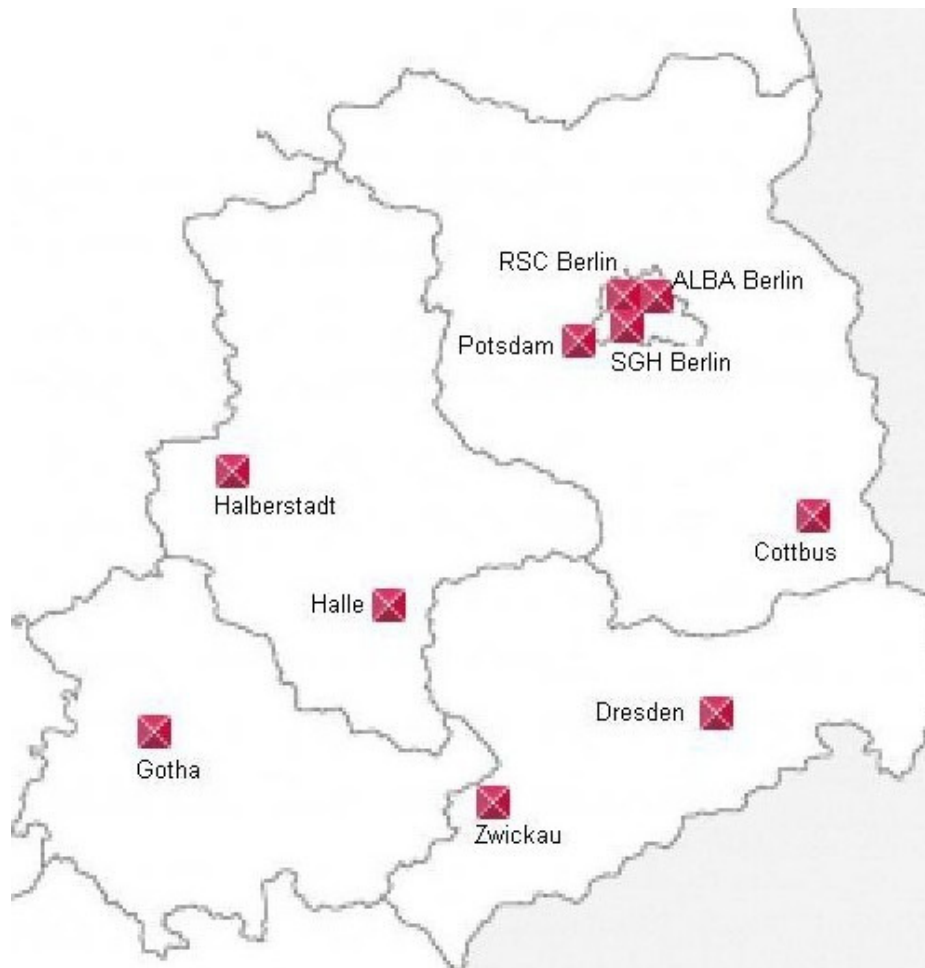 RSC Berlin
ALBA Berlin
Potsdam
SGH Berlin
Halberstadt
Cottbus
Halle
Dresden
Gotha
Zwickau